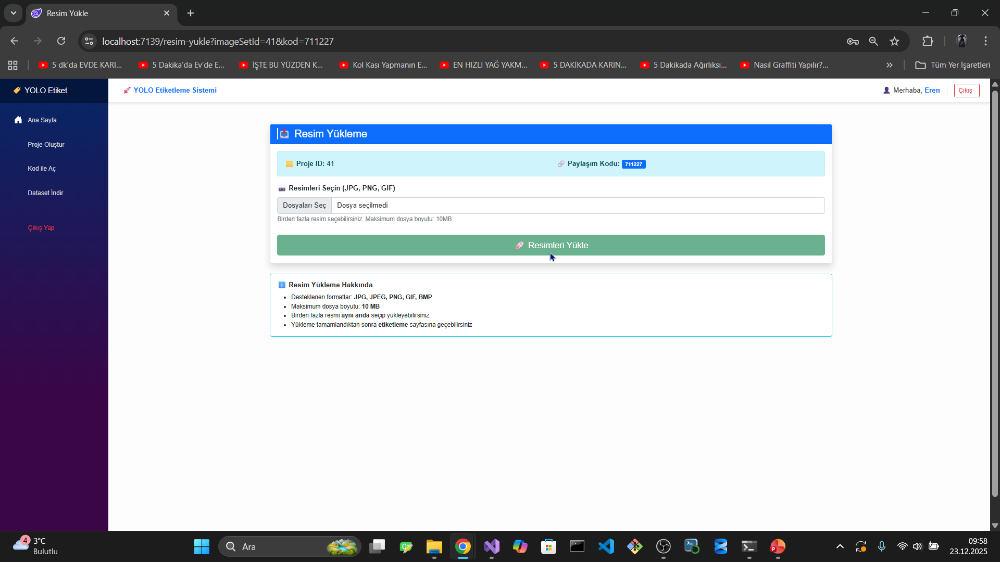 Resim Yükle
localhost:7139/resim-yukle?imageSetId=41&kod=711227
5 dk'da EVDE KARI...
5 Dakika'da Ev'de E...
İŞTE BU YÜZDEN K...
Kol Kası Yapmanın E...
EN HIZLI YAĞ YAKM...
5 DAKİKADA KARIN...
5 Dakikada Ağırlıksı...
Nasıl Graffiti Yapılır?...
Tüm Yer İşaretleri
YOLO Etiket
YOLO Etiketleme Sistemi
Merhaba, Eren
Çıkış
Ana Sayfa
Proje Oluştur
Kod ile Aç
Dataset İndir
Çıkış Yap
Resim Yükleme
Proje ID: 41
Paylaşım Kodu: 711227
Resimleri Seçin (JPG, PNG, GIF)
Dosyaları Seç Dosya seçilmedi
Birden fazla resim seçebilirsiniz. Maksimum dosya boyutu: 10MB
Resimleri Yükle
Resim Yükleme Hakkında
Desteklenen formatlar: JPG, JPEG, PNG, GIF, BMP
Maksimum dosya boyutu: 10 MB
Birden fazla resmi aynı anda seçip yükleyebilirsiniz
Yükleme tamamlandıktan sonra etiketleme sayfasına geçebilirsiniz
4
3°C
Bulutlu
Ara
09:58
23.12.2025